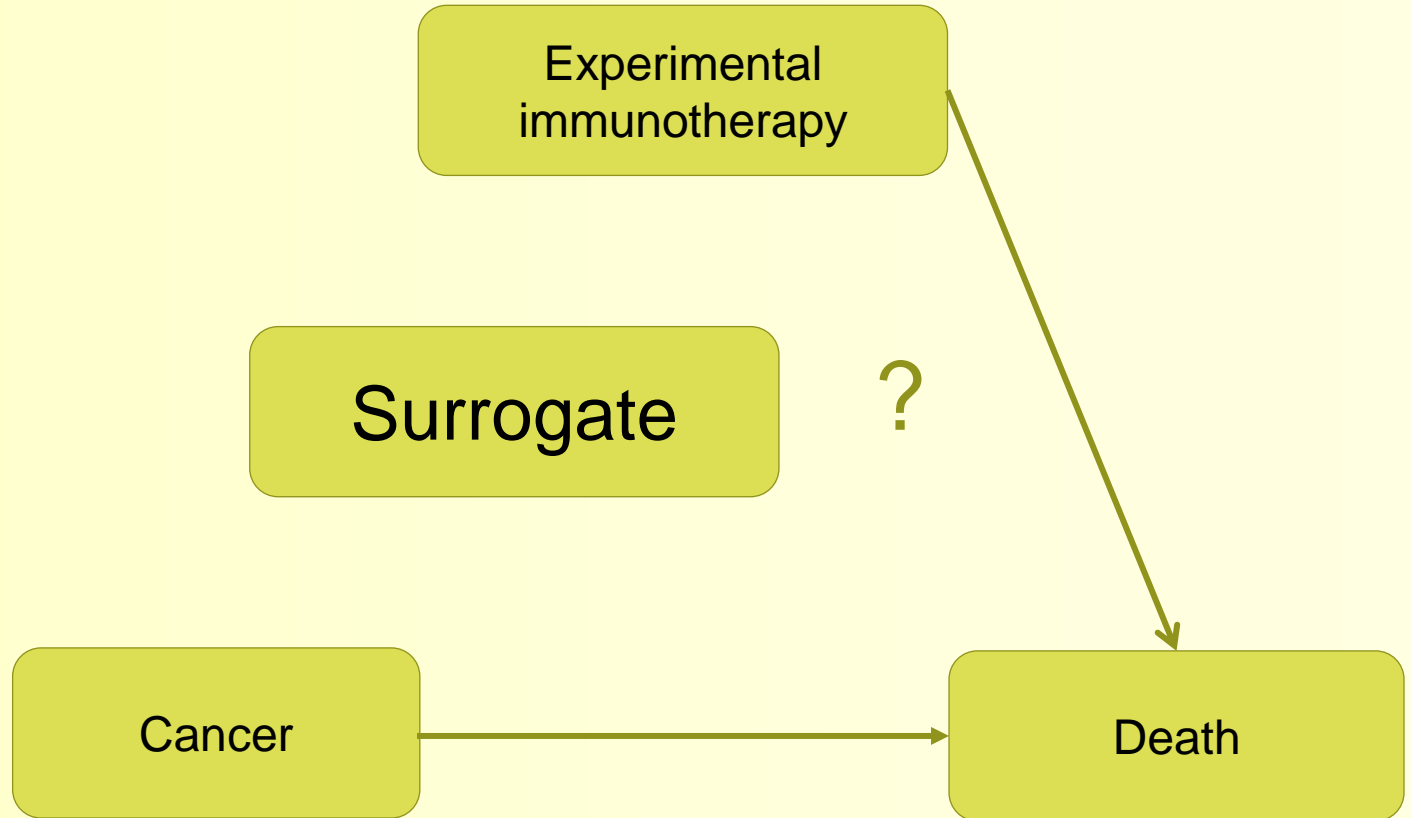 Experimental
immunotherapy
Surrogate
?
Cancer
Death